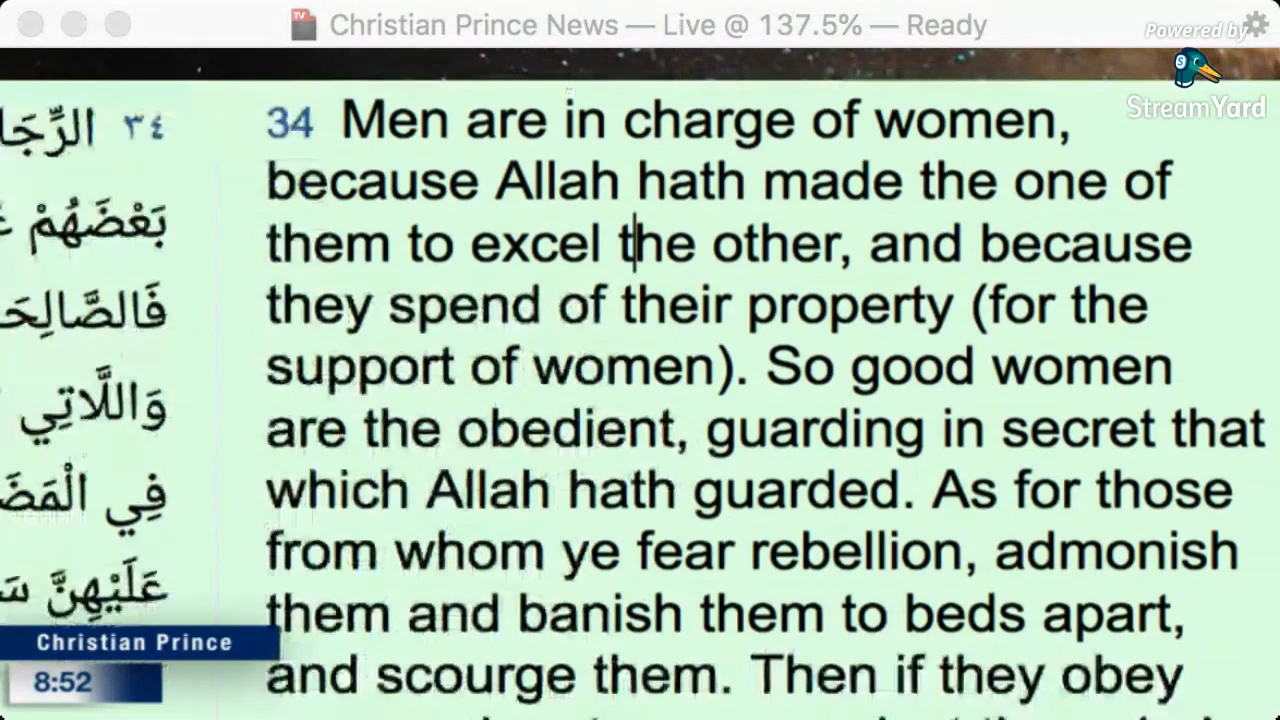 Christian Prince News — Live @ 137.5% — Ready
Powered by
StreamYard
٣٤ الرِّجَا
بَعْضَهُمْ
فَالصَّالِحَ
وَاللَّاتِي
فِي الْمَضَ
عَلَيْهِنَّ سَ
34 Men are in charge of women,
because Allah hath made the one of
them to excel the other, and because
they spend of their property (for the
support of women). So good women
are the obedient, guarding in secret that
which Allah hath guarded. As for those
from whom ye fear rebellion, admonish
them and banish them to beds apart,
and scourge them. Then if they obey
Christian Prince
8:52